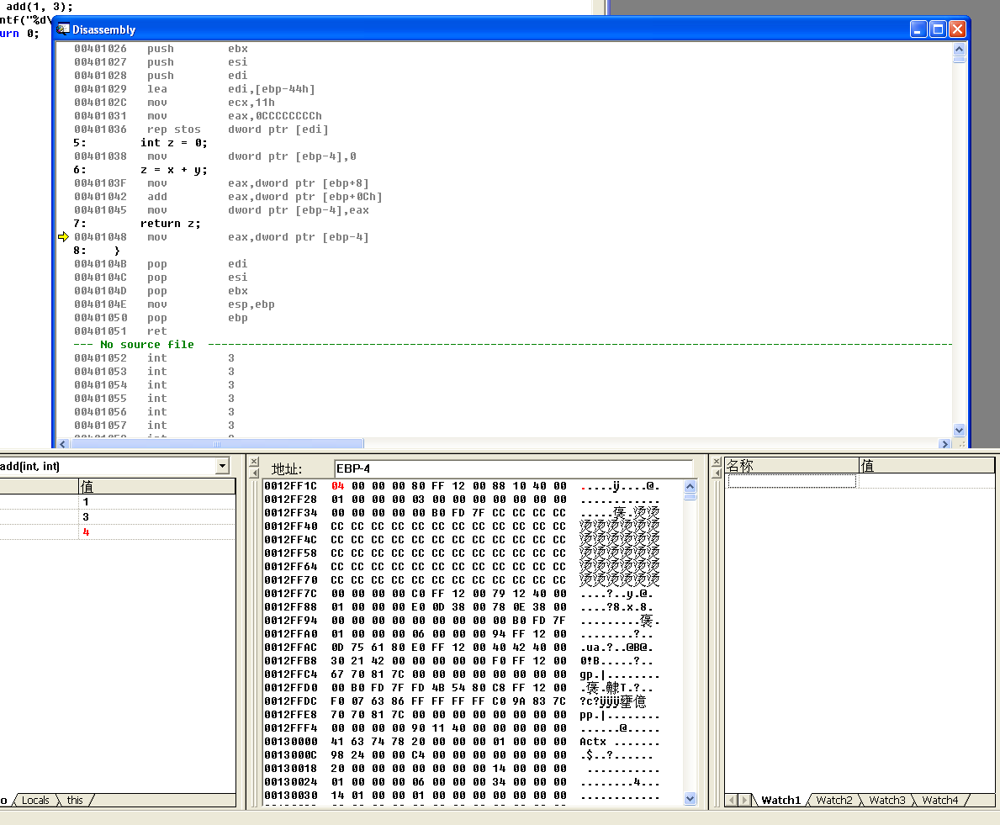 add(1, 3);
ntf("%d\
urn 0;
Disassembly
00401026 push ebx
00401027 push esi
00401028 push edi
00401029 lea edi,[ebp-44h]
0040102C mov ecx,11h
00401031 mov eax,0CCCCCCCCh
00401036 rep stos dword ptr [edi]
5: int z = 0;
00401038 mov dword ptr [ebp-4],0
6: z = x + y;
0040103F mov eax,dword ptr [ebp+8]
00401042 add eax,dword ptr [ebp+0Ch]
00401045 mov dword ptr [ebp-4],eax
7: return z;
00401048 mov eax,dword ptr [ebp-4]
8: }
0040104B pop edi
0040104C pop esi
0040104D pop ebx
0040104E mov esp,ebp
00401050 pop ebp
00401051 ret
--- No source file ---
00401052 int 3
00401053 int 3
00401054 int 3
00401055 int 3
00401056 int 3
00401057 int 3
add(int, int)
值
1
3
4
Locals this
地址: EBP-4
0012FF1C 04 00 00 00 80 FF 12 00 88 10 40 00 .....ÿ....@.
0012FF28 01 00 00 00 03 00 00 00 00 00 00 00 ............
0012FF34 00 00 00 00 00 B0 FD 7F CC CC CC CC .....褒.烫烫
0012FF40 CC CC CC CC CC CC CC CC CC CC CC CC 烫烫烫烫烫烫
0012FF4C CC CC CC CC CC CC CC CC CC CC CC CC 烫烫烫烫烫烫
0012FF58 CC CC CC CC CC CC CC CC CC CC CC CC 烫烫烫烫烫烫
0012FF64 CC CC CC CC CC CC CC CC CC CC CC CC 烫烫烫烫烫烫
0012FF70 CC CC CC CC CC CC CC CC CC CC CC CC 烫烫烫烫烫烫
0012FF7C 00 00 00 00 C0 FF 12 00 79 12 40 00 ....?..y.@.
0012FF88 01 00 00 00 E0 0D 38 00 78 0E 38 00 ....?8.x.8.
0012FF94 00 00 00 00 00 00 00 00 00 B0 FD 7F .........褒.
0012FFA0 01 00 00 00 06 00 00 00 94 FF 12 00 ........?..
0012FFAC 0D 75 61 80 E0 FF 12 00 40 42 40 00 .ua.?..@B@.
0012FFB8 30 21 42 00 00 00 00 00 F0 FF 12 00 0!B.....?..
0012FFC4 67 70 81 7C 00 00 00 00 00 00 00 00 gp.|........
0012FFD0 00 B0 FD 7F FD 4B 54 80 C8 FF 12 00
0012FFDC F0 07 63 86 FF FF FF FF C0 9A 83 7C
0012FFE8 70 70 81 7C 00 00 00 00 00 00 00 00 pp.|........
0012FFF4 00 00 00 00 90 11 40 00 00 00 00 00 ......@.....
00130000 41 63 74 78 20 00 00 00 01 00 00 00 Actx .......
0013000C 98 24 00 00 C4 00 00 00 00 00 00 00 .$..?......
00130018 20 00 00 00 00 00 00 00 14 00 00 00 ...........
00130024 01 00 00 00 06 00 00 00 34 00 00 00 ........4...
00130030 14 01 00 00 01 00 00 00 00 00 00 00 ............
名称 值
Watch1 Watch2 Watch3 Watch4